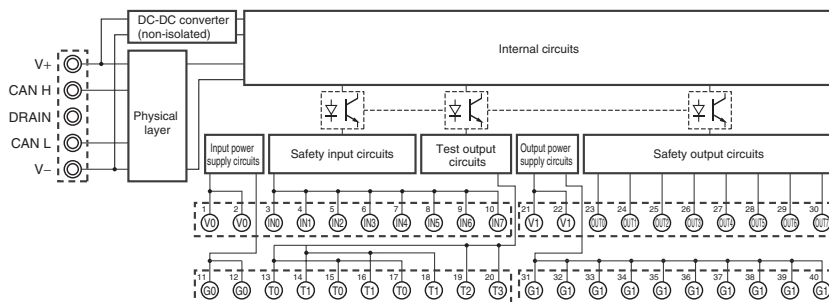 DC-DC converter
(non-isolated)
Internal circuits
V+
CAN H
DRAIN
CAN L
V−
Physical
layer
Input power
supply circuits
Safety input circuits
Test output
circuits
Output power
supply circuits
Safety output circuits
1 2 3 4 5 6 7 8 9 10
V0 V0 IN0 IN1 IN2 IN3 IN4 IN5 IN6 IN7
21 22 23 24 25 26 27 28 29 30
V1 V1 OUT0 OUT1 OUT2 OUT3 OUT4 OUT5 OUT6 OUT7
11 12 13 14 15 16 17 18 19 20
G0 G0 T0 T1 T0 T1 T0 T1 T2 T3
31 32 33 34 35 36 37 38 39 40
G1 G1 G1 G1 G1 G1 G1 G1 G1 G1